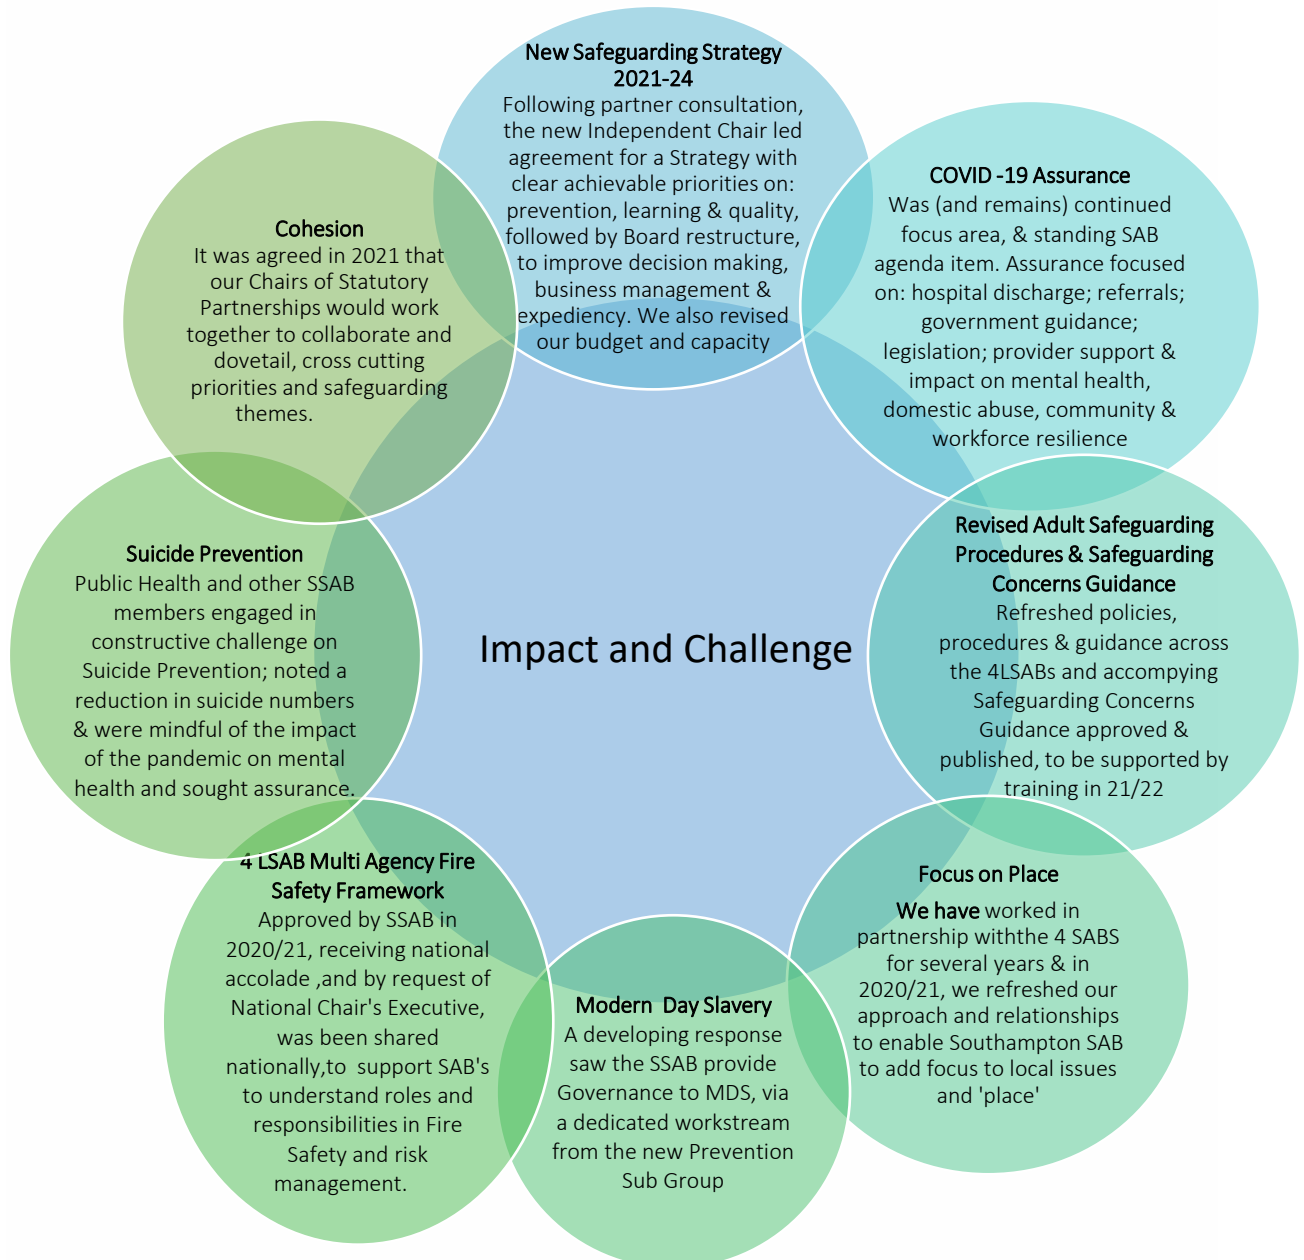 New Safeguarding Strategy
2021-24
Following partner consultation,
the new Independent Chair led
agreement for a Strategy with
clear achievable priorities on:
prevention, learning & quality,
followed by Board restructure,
to improve decision making,
business management &
expediency. We also revised
our budget and capacity
COVID -19 Assurance
Was (and remains) continued
focus area, & standing SAB
agenda item. Assurance focused
on: hospital discharge; referrals;
government guidance;
legislation; provider support &
impact on mental health,
domestic abuse, community &
workforce resilience
Revised Adult Safeguarding
Procedures & Safeguarding
Concerns Guidance
Refreshed policies,
procedures & guidance across
the 4LSABs and accompying
Safeguarding Concerns
Guidance approved &
published, to be supported by
training in 21/22
Focus on Place
We have worked in
partnership withthe 4 SABS
for several years & in
2020/21, we refreshed our
approach and relationships
to enable Southampton SAB
to add focus to local issues
and 'place'
Modern  Day Slavery
A developing response
saw the SSAB provide
Governance to MDS, via
a dedicated workstream
from the new Prevention
Sub Group
4 LSAB Multi Agency Fire
Safety Framework
Approved by SSAB in
2020/21, receiving national
accolade ,and by request of
National Chair's Executive,
was been shared
nationally,to  support SAB's
to understand roles and
responsibilities in Fire
Safety and risk
management.
Suicide Prevention
Public Health and other SSAB
members engaged in
constructive challenge on
Suicide Prevention; noted a
reduction in suicide numbers
& were mindful of the impact
of the pandemic on mental
health and sought assurance.
Cohesion
It was agreed in 2021 that
our Chairs of Statutory
Partnerships would work
together to collaborate and
dovetail, cross cutting
priorities and safeguarding
themes.
Impact and Challenge